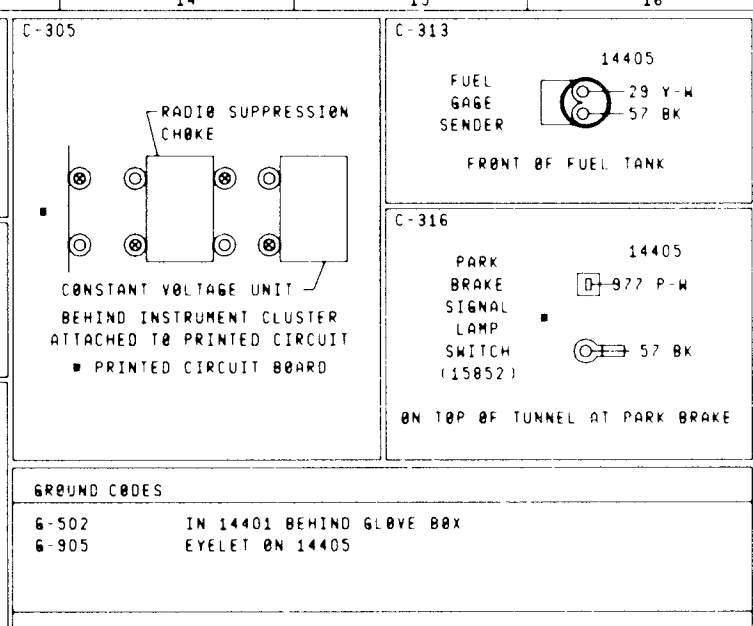 C-305
RADIO SUPPRESSION
CHOKE
CONSTANT VOLTAGE UNIT
BEHIND INSTRUMENT CLUSTER
ATTACHED TO PRINTED CIRCUIT
■ PRINTED CIRCUIT BOARD
C-313
14405
FUEL
GAGE
SENDER
29 Y-W
57 BK
FRONT OF FUEL TANK
C-316
14405
PARK
BRAKE
SIGNAL
LAMP
SWITCH
(15852)
977 P-W
57 BK
ON TOP OF TUNNEL AT PARK BRAKE
GROUND CODES
G-502 IN 14401 BEHIND GLOVE BOX
G-905 EYELET ON 14405